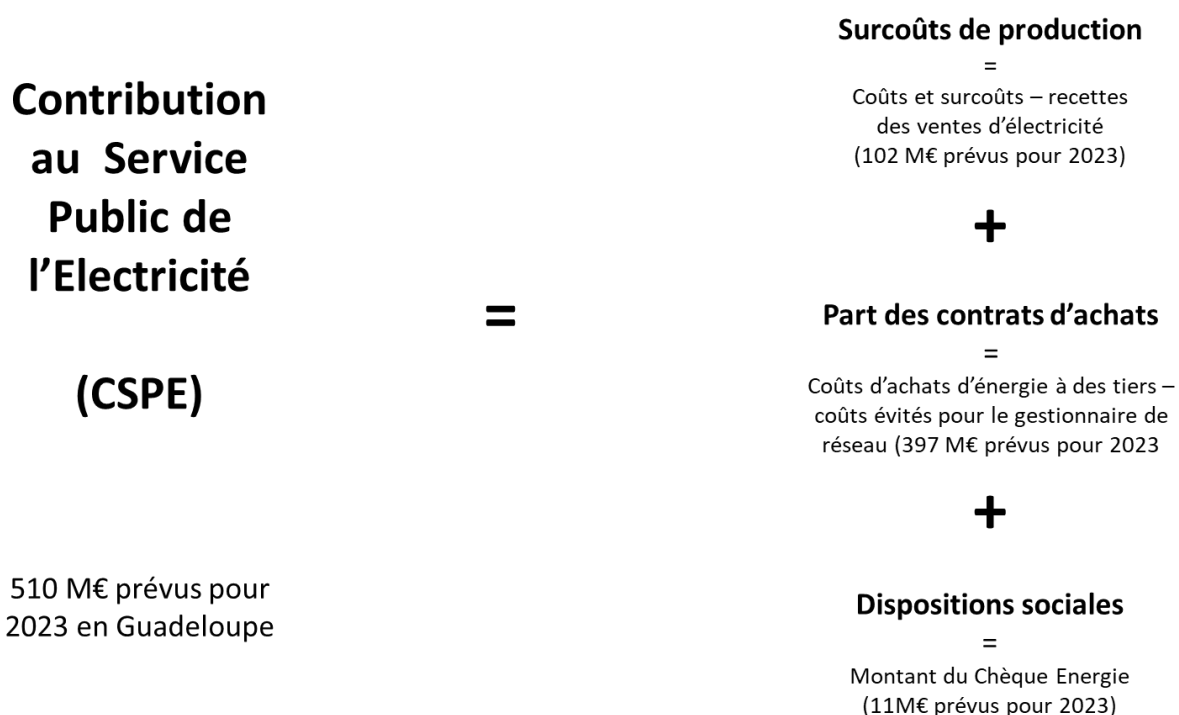 Contribution
au Service
Public de
l'Electricité
(CSPE)
510 M€ prévus pour
2023 en Guadeloupe
=
Surcoûts de production
=
Coûts et surcoûts – recettes
des ventes d'électricité
(102 M€ prévus pour 2023)
+
Part des contrats d'achats
=
Coûts d'achats d'énergie à des tiers –
coûts évités pour le gestionnaire de
réseau (397 M€ prévus pour 2023
+
Dispositions sociales
=
Montant du Chèque Energie
(11M€ prévus pour 2023)